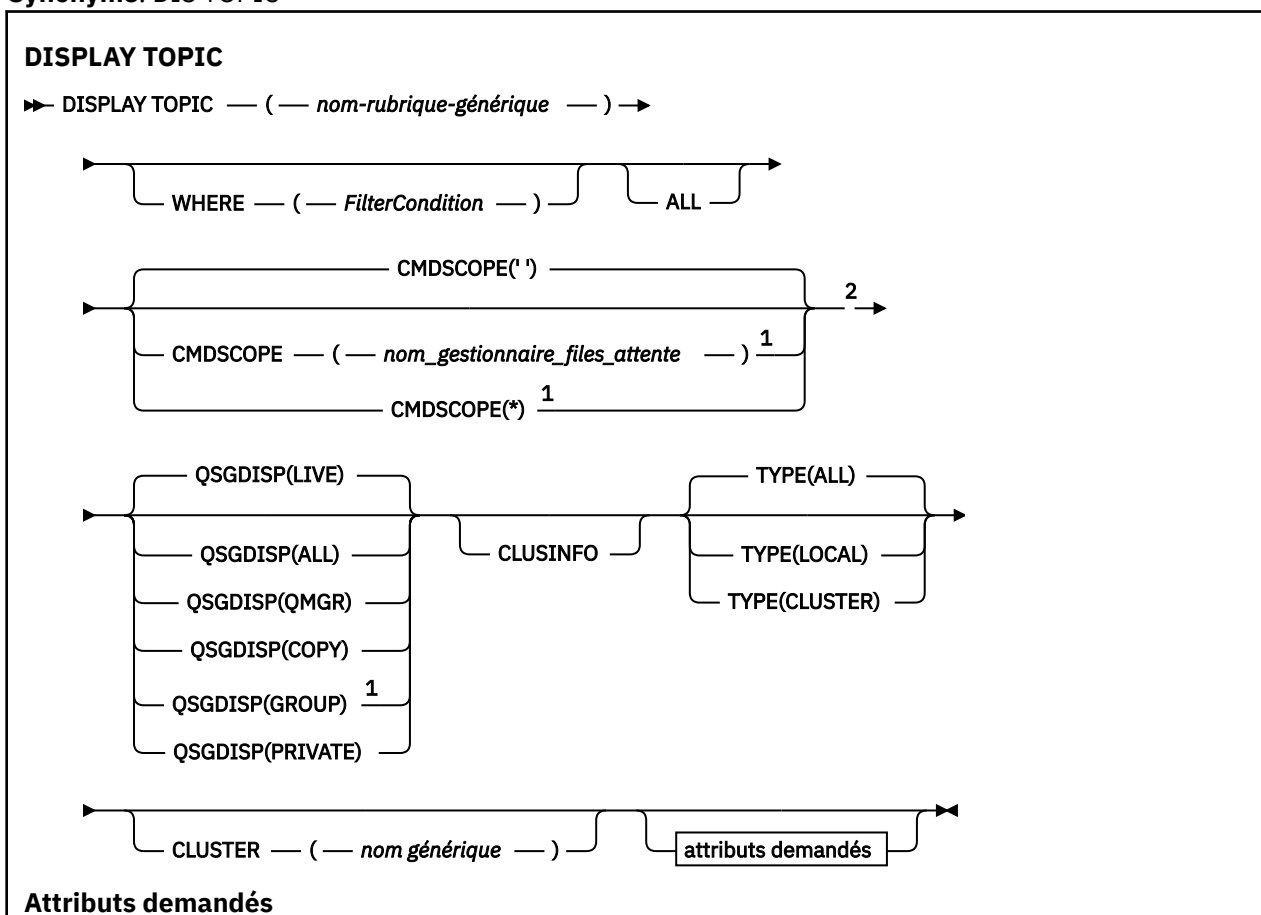 Synonyme: DIS TOPIC
DISPLAY TOPIC
DISPLAY TOPIC ( nom-rubrique-générique )
WHERE ( FilterCondition ) ALL
CMDSCOPE(' ')
2
CMDSCOPE ( nom_gestionnaire_files_attente ) 1
CMDSCOPE(*) 1
QSGDISP(LIVE) TYPE(ALL)
QSGDISP(ALL) CLUSINFO TYPE(LOCAL)
QSGDISP(QMGR) TYPE(CLUSTER)
QSGDISP(COPY)
QSGDISP(GROUP) 1
QSGDISP(PRIVATE)
CLUSTER ( nom générique ) attributs demandés
Attributs demandés